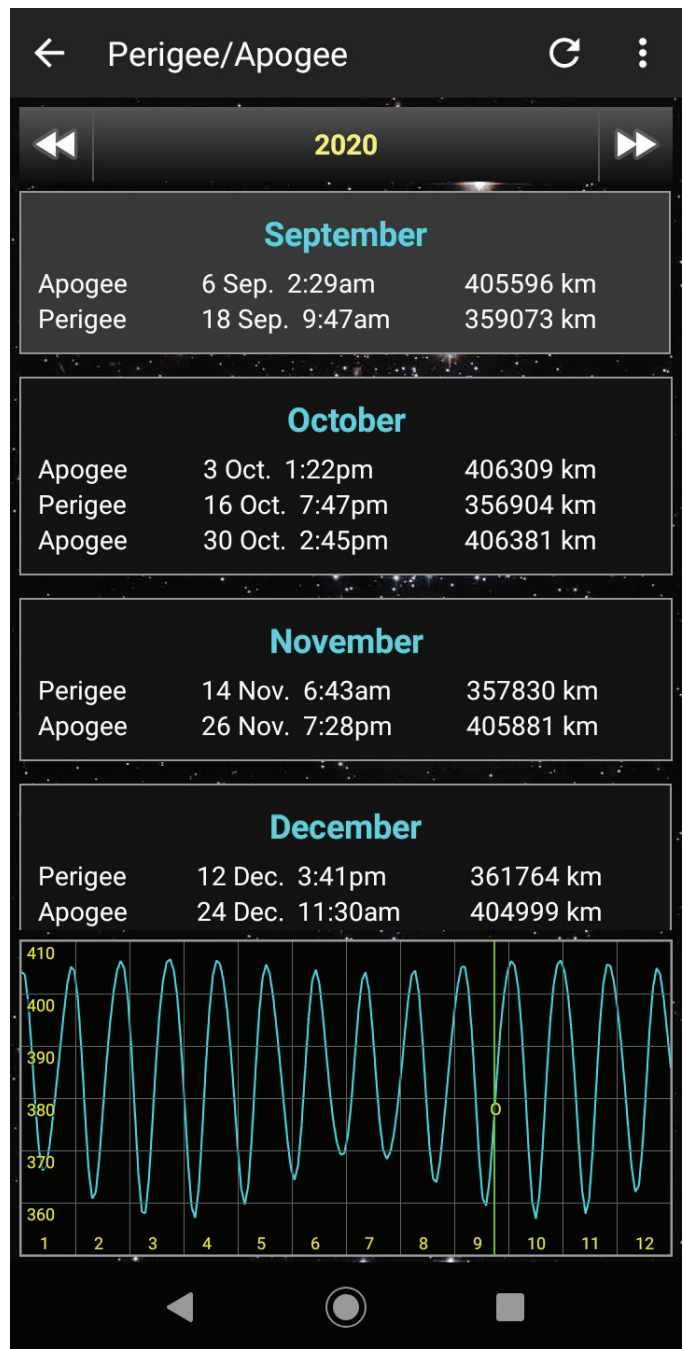 Perigee/Apogee
2020
September
Apogee 6 Sep. 2:29am 405596 km
Perigee 18 Sep. 9:47am 359073 km
October
Apogee 3 Oct. 1:22pm 406309 km
Perigee 16 Oct. 7:47pm 356904 km
Apogee 30 Oct. 2:45pm 406381 km
November
Perigee 14 Nov. 6:43am 357830 km
Apogee 26 Nov. 7:28pm 405881 km
December
Perigee 12 Dec. 3:41pm 361764 km
Apogee 24 Dec. 11:30am 404999 km
410
400
390
380
370
360
1 2 3 4 5 6 7 8 9 10 11 12